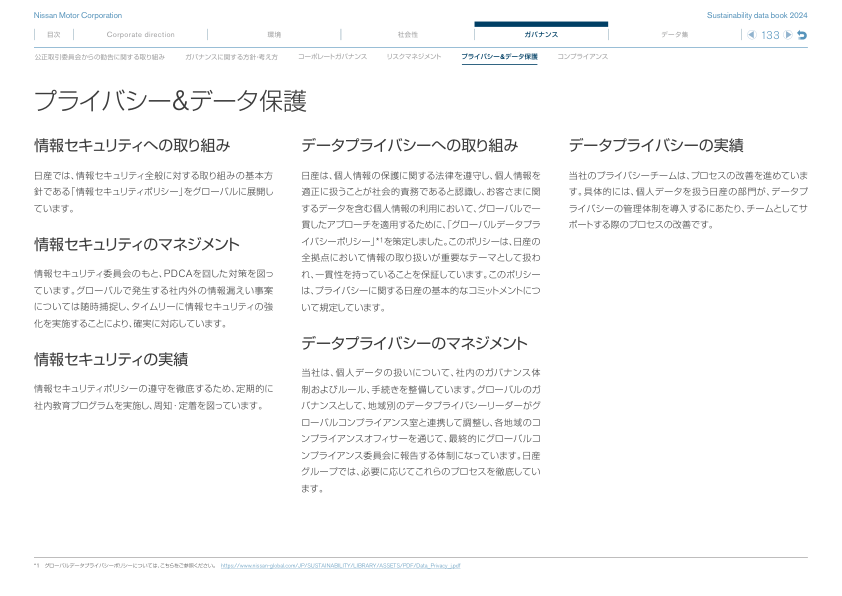 Nissan Motor Corporation
Sustainability data book 2024
目次
Corporate direction
環境
社会性
ガバナンス
データ集
133
公正取引委員会からの勧告に関する取り組み
ガバナンスに関する方針・考え方
コーポレートガバナンス
リスクマネジメント
プライバシー&データ保護
コンプライアンス
プライバシー&データ保護
情報セキュリティへの取り組み
日産では、情報セキュリティ全般に対する取り組みの基本方
針である「情報セキュリティポリシー」をグローバルに展開し
ています。
情報セキュリティのマネジメント
情報セキュリティ委員会のもと、PDCAを回した対策を図っ
ています。グローバルで発生する社内外の情報漏えい事案
については随時捕捉し、タイムリーに情報セキュリティの強
化を実施することにより、確実に対応しています。
情報セキュリティの実績
情報セキュリティポリシーの遵守を徹底するため、定期的に
社内教育プログラムを実施し、周知・定着を図っています。
データプライバシーへの取り組み
日産は、個人情報の保護に関する法律を遵守し、個人情報を
適正に扱うことが社会的責務であると認識し、お客さまに関
するデータを含む個人情報の利用において、グローバルで一
貫したアプローチを適用するために、「グローバルデータプラ
イバシーポリシー」*1を策定しました。このポリシーは、日産の
全拠点において情報の取り扱いが重要なテーマとして扱わ
れ、一貫性を持っていることを保証しています。このポリシー
は、プライバシーに関する日産の基本的なコミットメントにつ
いて規定しています。
データプライバシーのマネジメント
当社は、個人データの扱いについて、社内のガバナンス体
制およびルール、手続きを整備しています。グローバルのガ
バナンスとして、地域別のデータプライバシーリーダーがグ
ローバルコンプライアンス室と連携して調整し、各地域のコ
ンプライアンスオフィサーを通じて、最終的にグローバルコ
ンプライアンス委員会に報告する体制になっています。日産
グループでは、必要に応じてこれらのプロセスを徹底してい
ます。
データプライバシーの実績
当社のプライバシーチームは、プロセスの改善を進めていま
す。具体的には、個人データを扱う日産の部門が、データプ
ライバシーの管理体制を導入するにあたり、チームとしてサ
ポートする際のプロセスの改善です。
*1 グローバルデータプライバシーポリシーについては、こちらをご参照ください。 https://www.nissan-global.com/JP/SUSTAINABILITY/LIBRARY/ASSETS/PDF/Data_Privacy_j.pdf